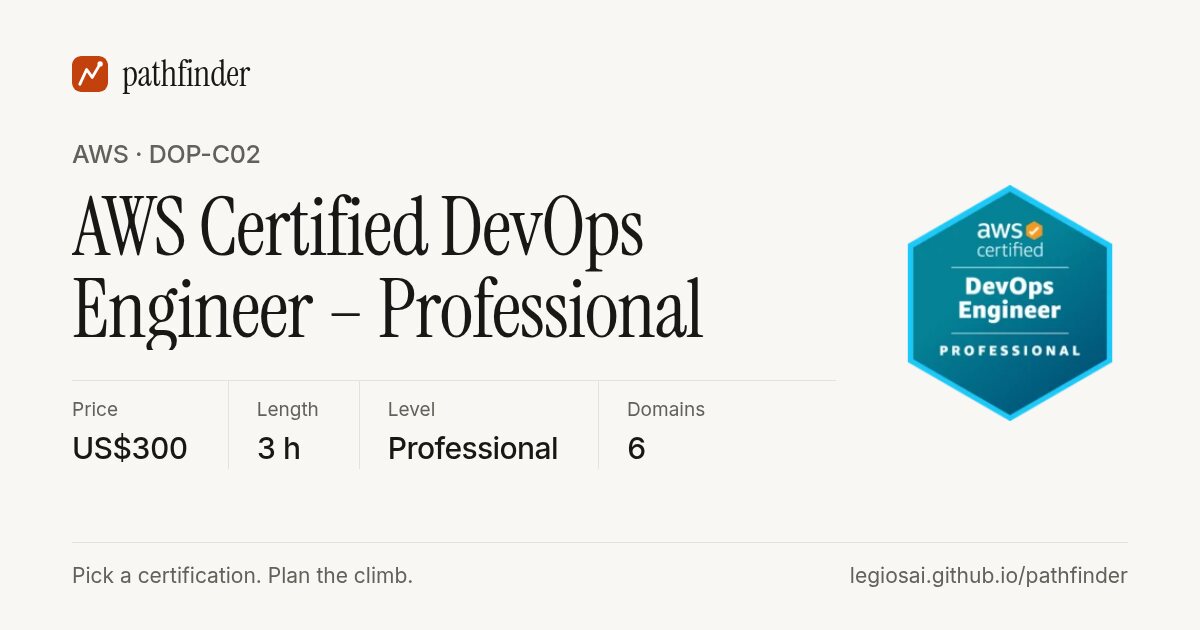 pathfinder
AWS · DOP-C02
AWS Certified DevOps
Engineer – Professional
Price
US$300
Length
3 h
Level
Professional
Domains
6
aws
certified
DevOps
Engineer
PROFESSIONAL
Pick a certification. Plan the climb.
legiosai.github.io/pathfinder